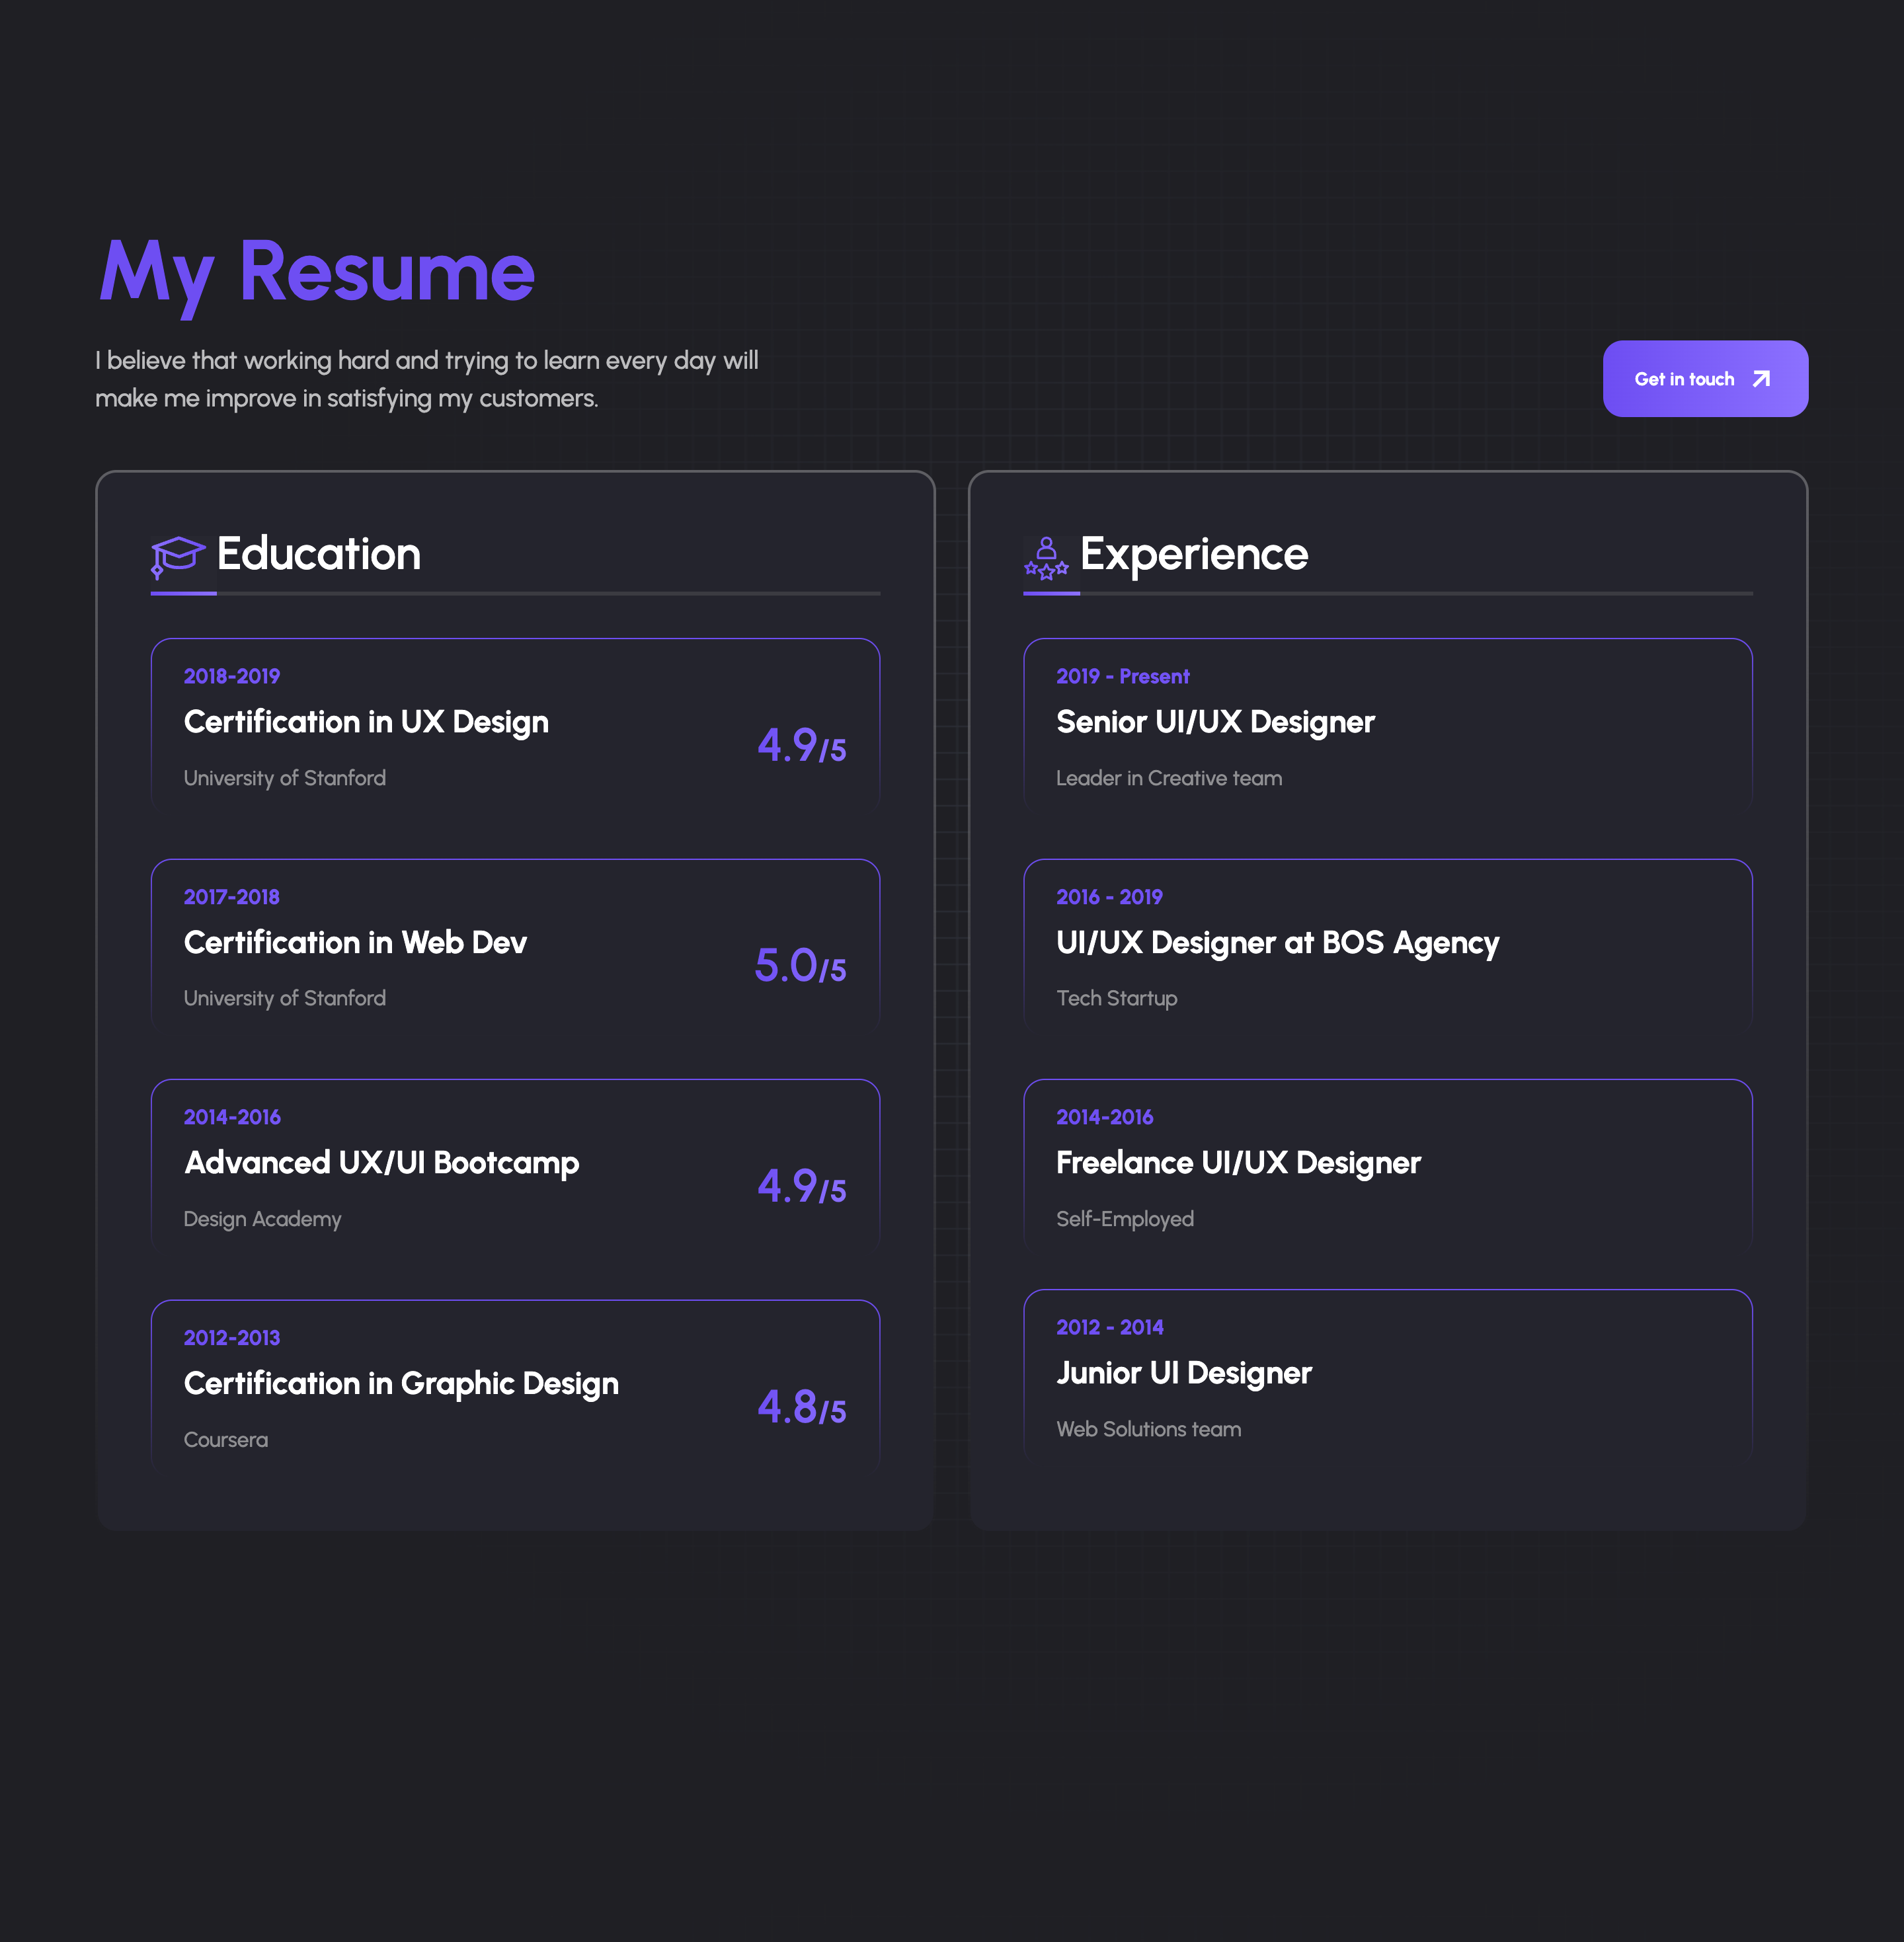 My Resume
I believe that working hard and trying to learn every day will
make me improve in satisfying my customers.
Get in touch
Education
2018-2019
Certification in UX Design
University of Stanford
4.9/5
2017-2018
Certification in Web Dev
University of Stanford
5.0/5
2014-2016
Advanced UX/UI Bootcamp
Design Academy
4.9/5
2012-2013
Certification in Graphic Design
Coursera
4.8/5
Experience
2019 - Present
Senior UI/UX Designer
Leader in Creative team
2016 - 2019
UI/UX Designer at BOS Agency
Tech Startup
2014-2016
Freelance UI/UX Designer
Self-Employed
2012 - 2014
Junior UI Designer
Web Solutions team